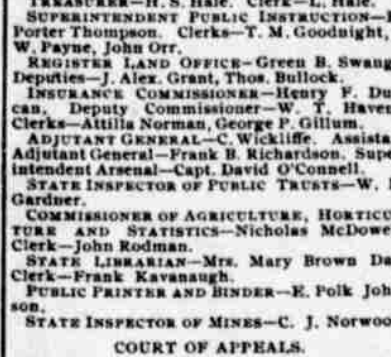 TREASURER—H. S. Hale. Clerk—L. Hale.
SUPERINTENDENT PUBLIC INSTRUCTION—
Porter Thompson. Clerks—T. M. Goodnight,
W. Payne, John Orr.
REGISTER LAND OFFICE—Green B. Swang
Deputies—J. Alex. Grant, Thos. Bullock.
INSURANCE COMMISSIONER—Henry F. Du
can, Deputy Commissioner—W. T. Haven
Clerks—Attilla Norman, George P. Gillum.
ADJUTANT GENERAL—C. Wickliffe. Assista
Adjutant General—Frank B. Richardson. Supe
intendent Arsenal—Capt. David O'Connell.
STATE INSPECTOR OF PUBLIC TRUSTS—W.
Gardner.
COMMISSIONER OF AGRICULTURE, HORTICU
TURE AND STATISTICS—Nicholas McDowe
Clerk—John Rodman.
STATE LIBRARIAN—Mrs. Mary Brown Da
Clerk—Frank Kavanaugh.
PUBLIC PRINTER AND BINDER—E. Polk Joh
son.
STATE INSPECTOR OF MINES—C. J. Norwoo
COURT OF APPEALS.